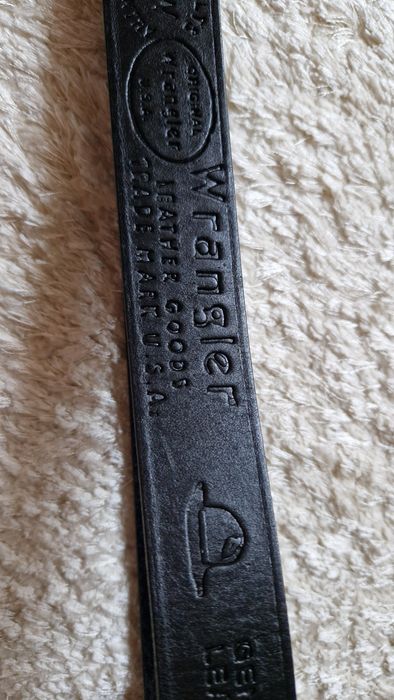 ORIGINAL
Wrangler
U.S.A
Wrangler
LEATHER GOODS
TRADE MARK U.S.A.